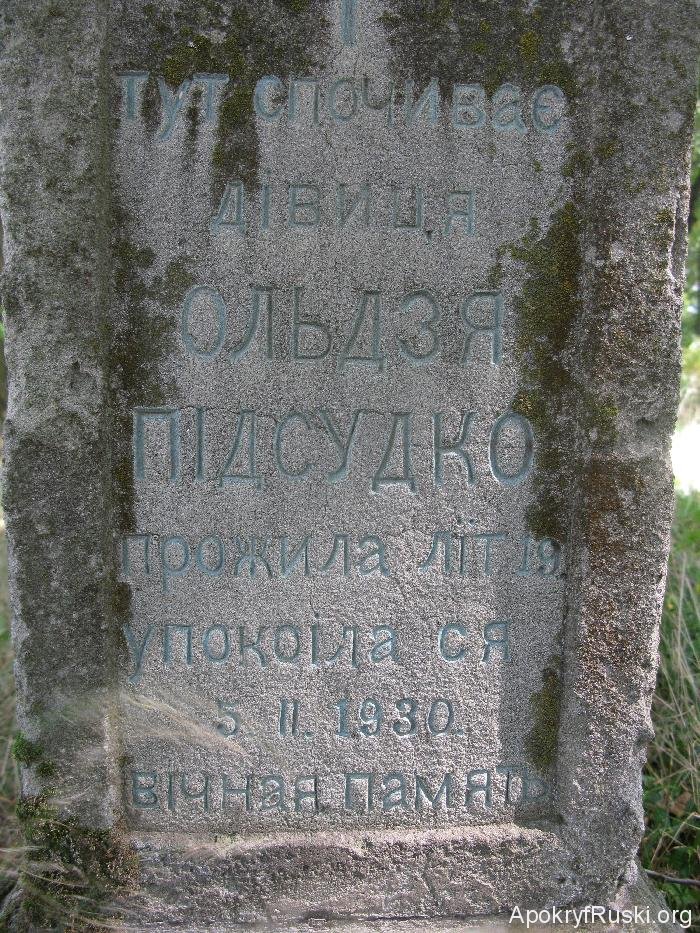 тут спочиває
дівиця
ОЛЬДЗЯ
ПІДСУДКО
прожила літ 19
упокоіла ся
5. II. 1930.
вічная память
ApokryfRuski.org